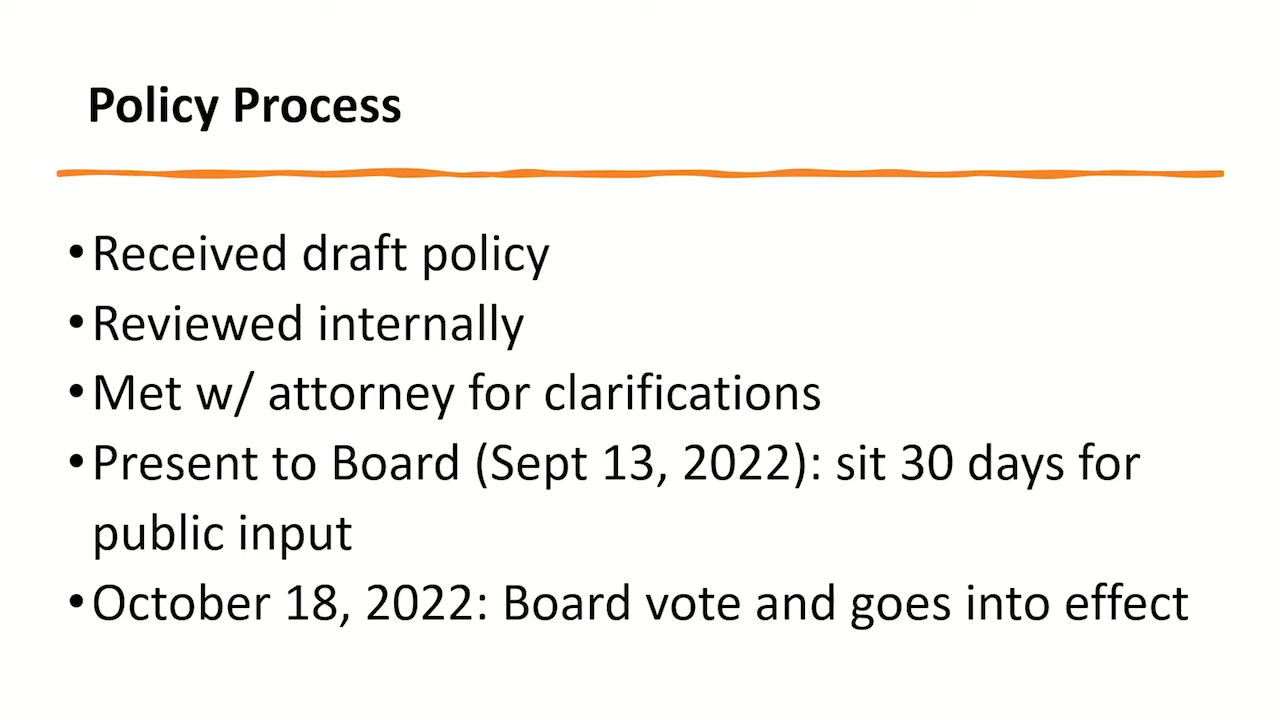 Policy Process
•Received draft policy
•Reviewed internally
•Met w/ attorney for clarifications
•Present to Board (Sept 13, 2022): sit 30 days for
public input
•October 18, 2022: Board vote and goes into effect